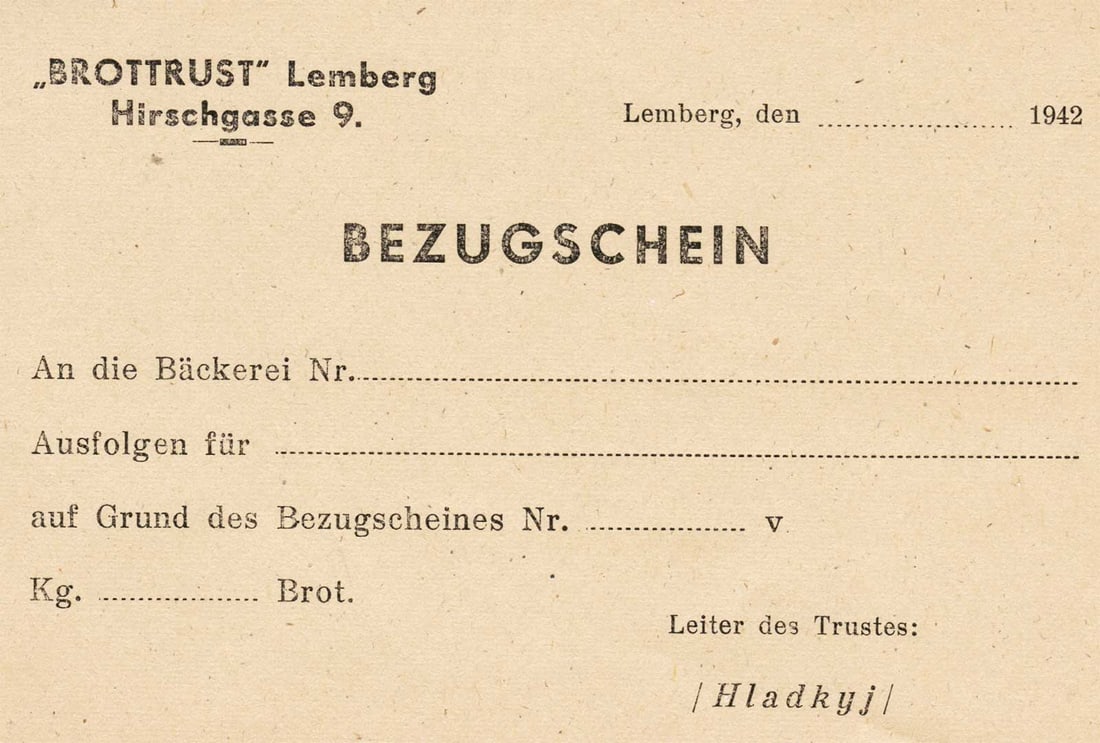 „BROTTRUST" Lemberg
Hirschgasse 9.
Lemberg, den .................... 1942
BEZUGSCHEIN
An die Bäckerei Nr...............................
Ausfolgen für ...............................
auf Grund des Bezugscheines Nr. .................... v
Kg. .................... Brot.
Leiter des Trustes:
/Hladkyj/